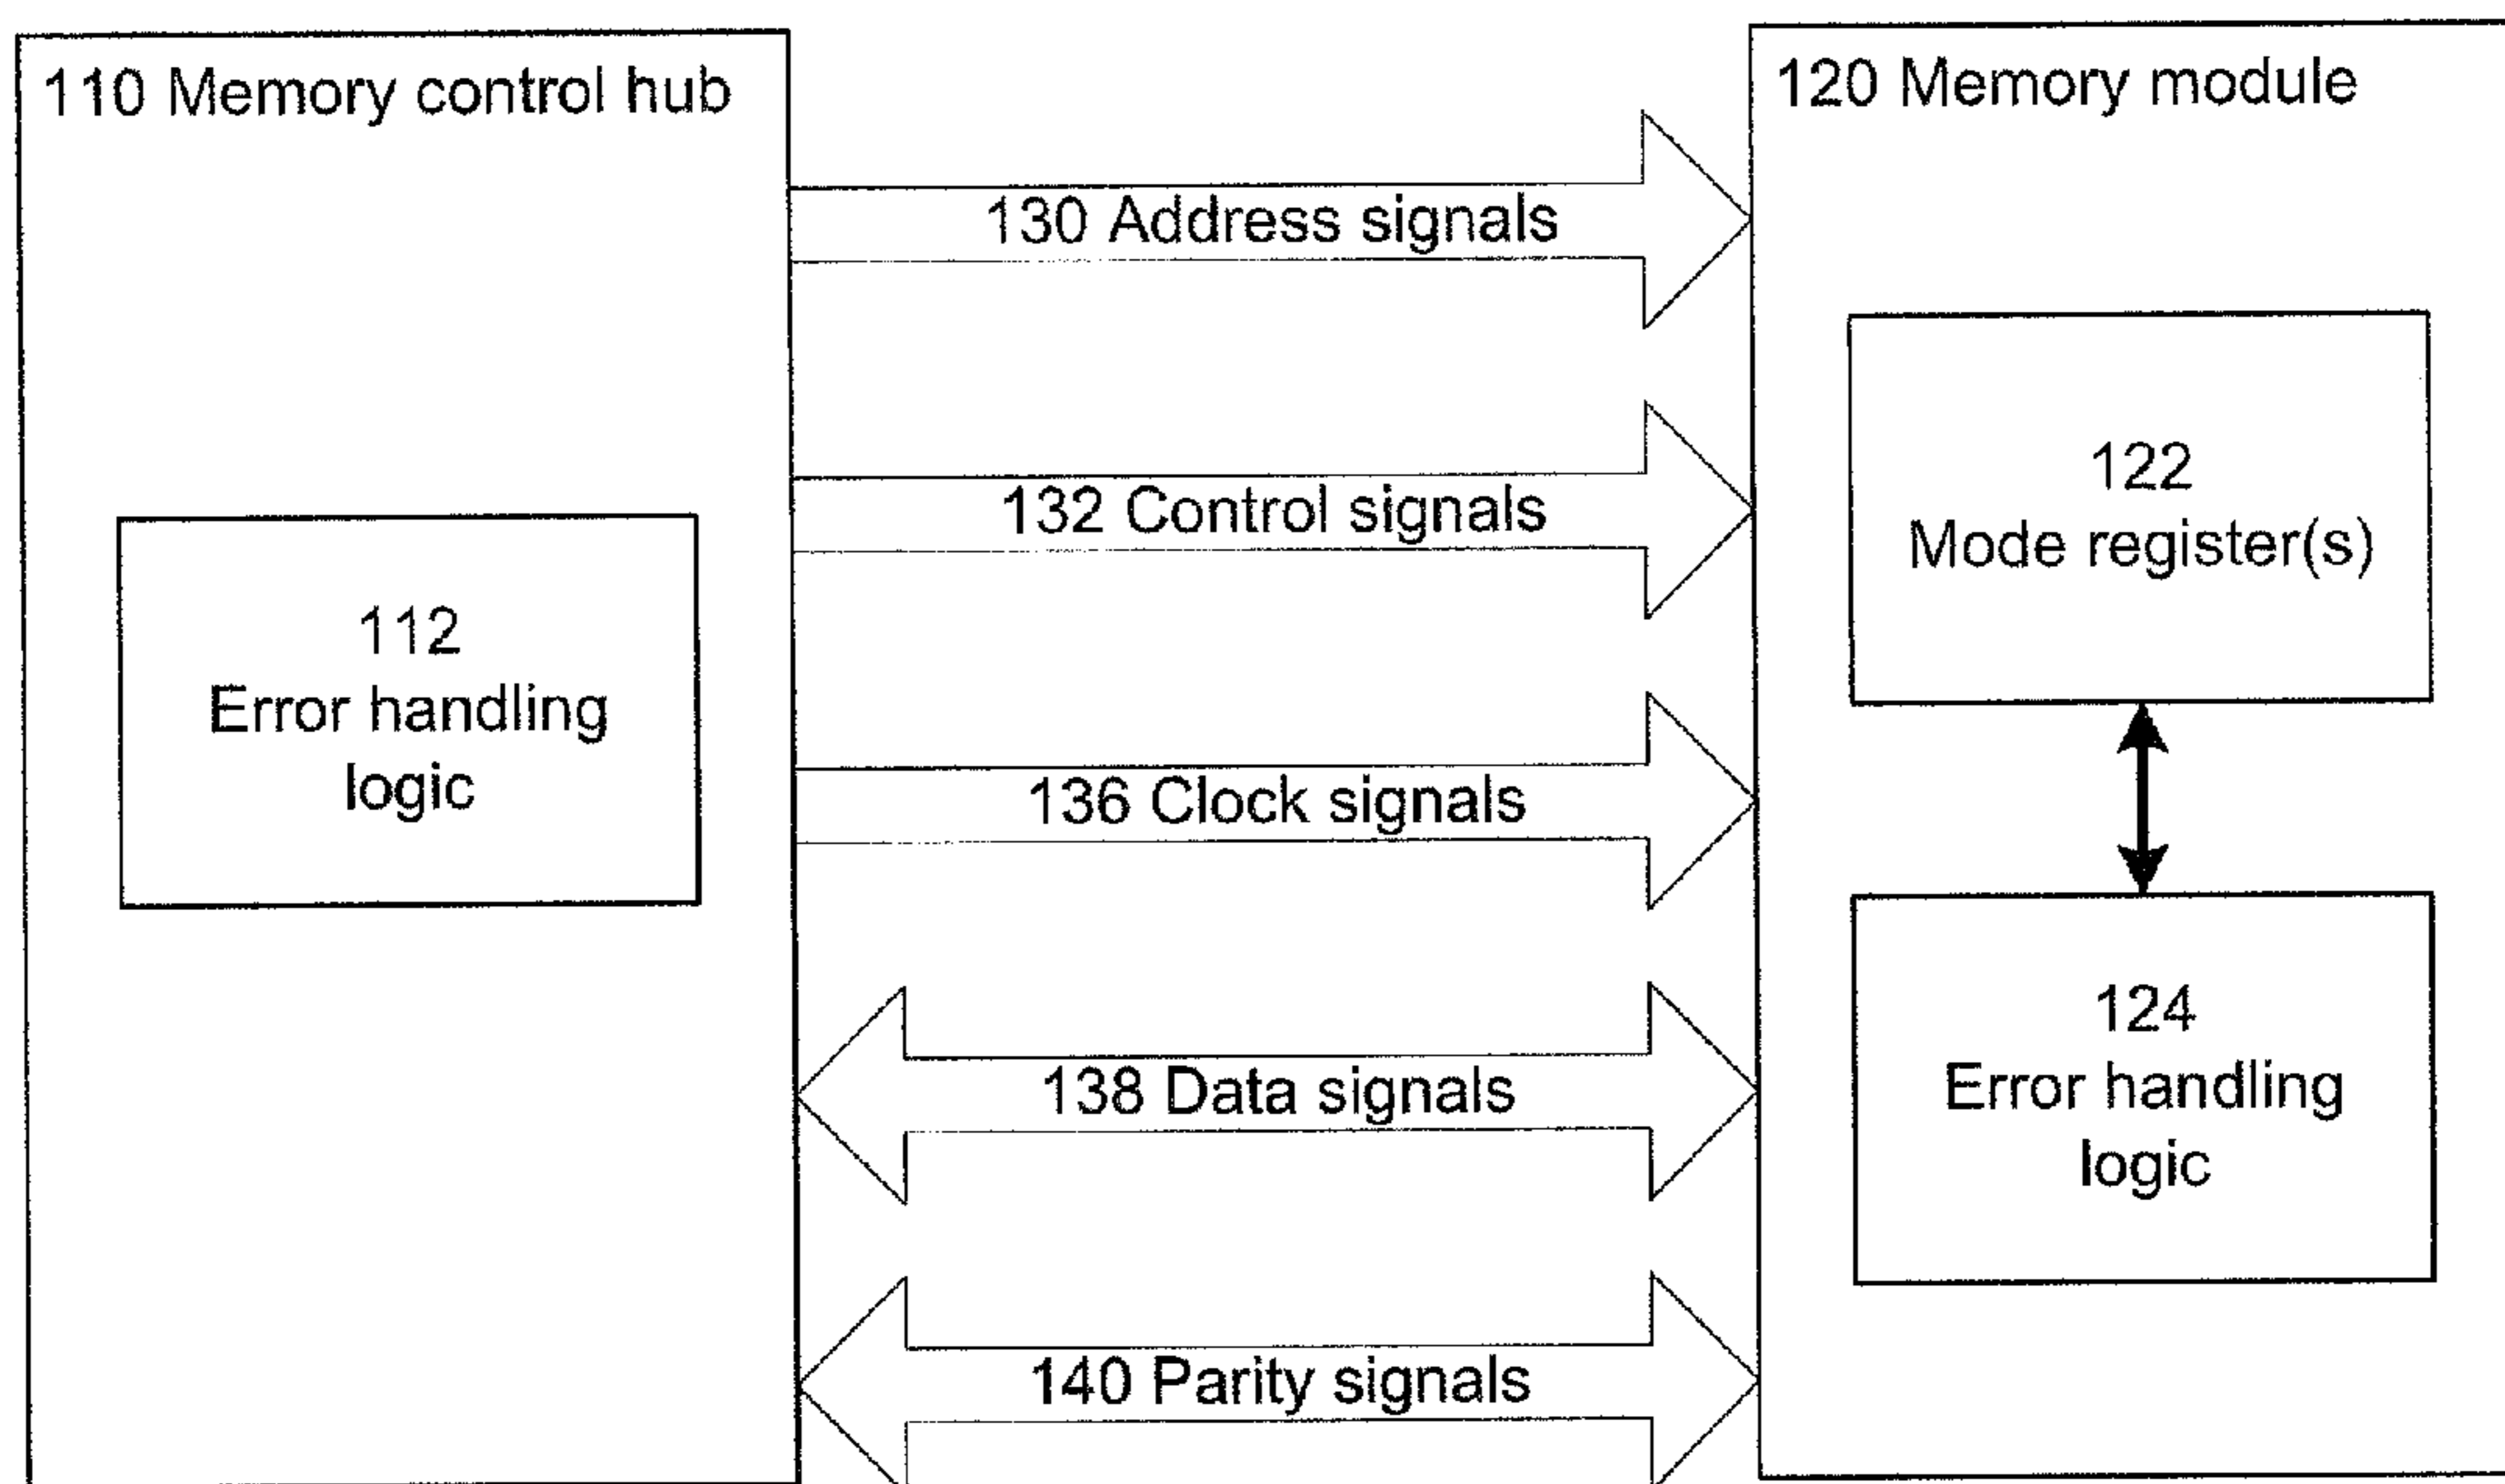 110 Memory control hub
112
Error handling
logic
130 Address signals
132 Control signals
136 Clock signals
138 Data signals
140 Parity signals
120 Memory module
122
Mode register(s)
124
Error handling
logic